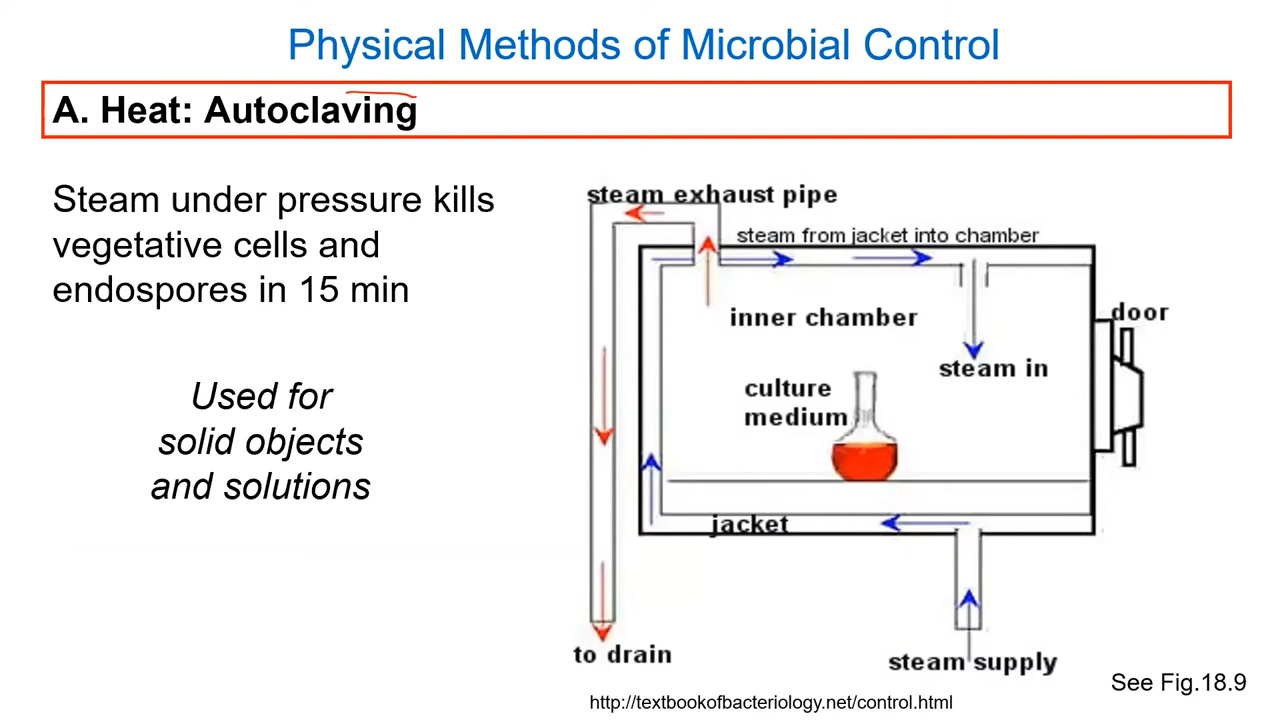 Physical Methods of Microbial Control
A. Heat: Autoclaving
Steam under pressure kills
vegetative cells and
endospores in 15 min
Used for
solid objects
and solutions
steam exhaust pipe
steam from jacket into chamber
inner chamber
door
steam in
culture
medium
jacket
to drain
steam supply
See Fig.18.9
http://textbookofbacteriology.net/control.html